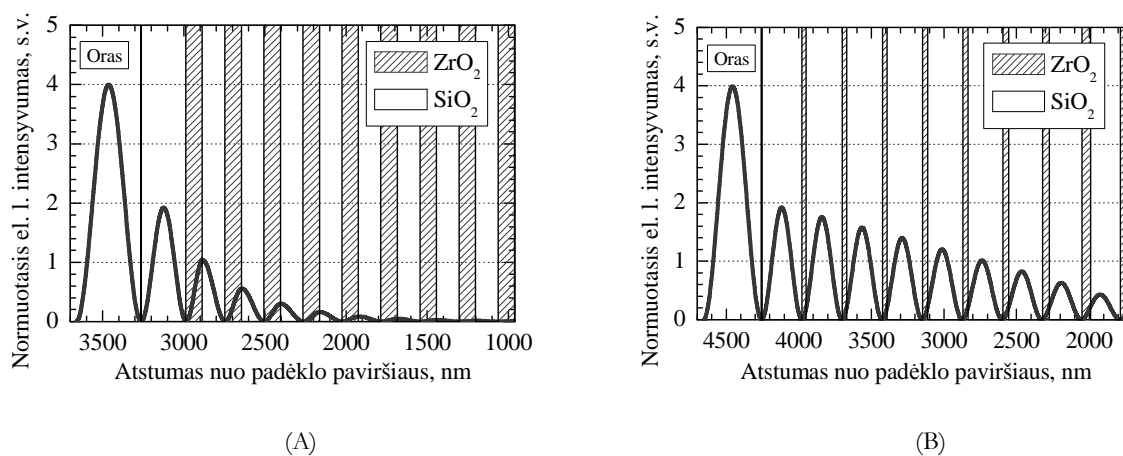 Normuotasis el. l. intensyvumas, s.v.
5
4
3
2
1
0
Oras
ZrO2
SiO2
3500 3000 2500 2000 1500 1000
Atstumas nuo padėklo paviršiaus, nm
(A)
Normuotasis el. l. intensyvumas, s.v.
5
4
3
2
1
0
Oras
ZrO2
SiO2
4500 4000 3500 3000 2500 2000
Atstumas nuo padėklo paviršiaus, nm
(B)